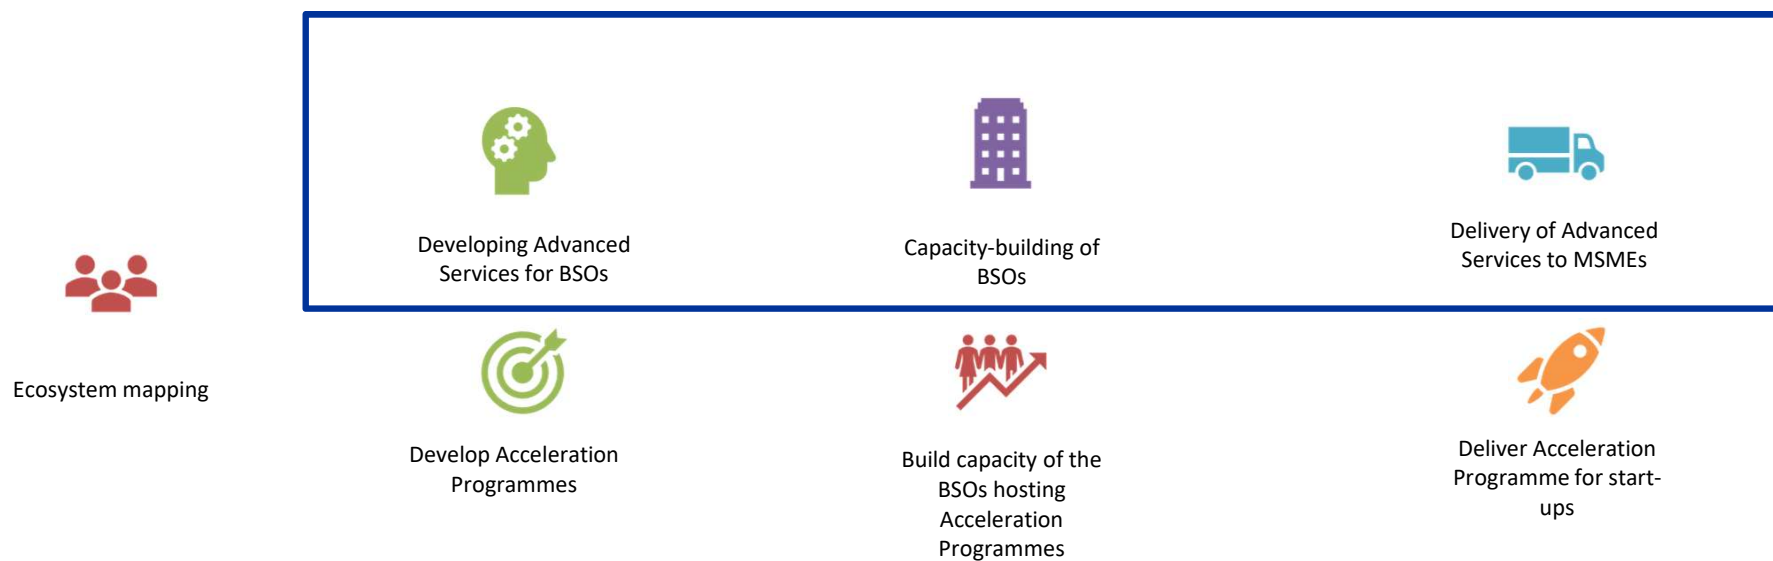 Developing Advanced
Services for BSOs
Capacity-building of
BSOs
Delivery of Advanced
Services to MSMEs
Ecosystem mapping
Develop Acceleration
Programmes
Build capacity of the
BSOs hosting
Acceleration
Programmes
Deliver Acceleration
Programme for start-
ups